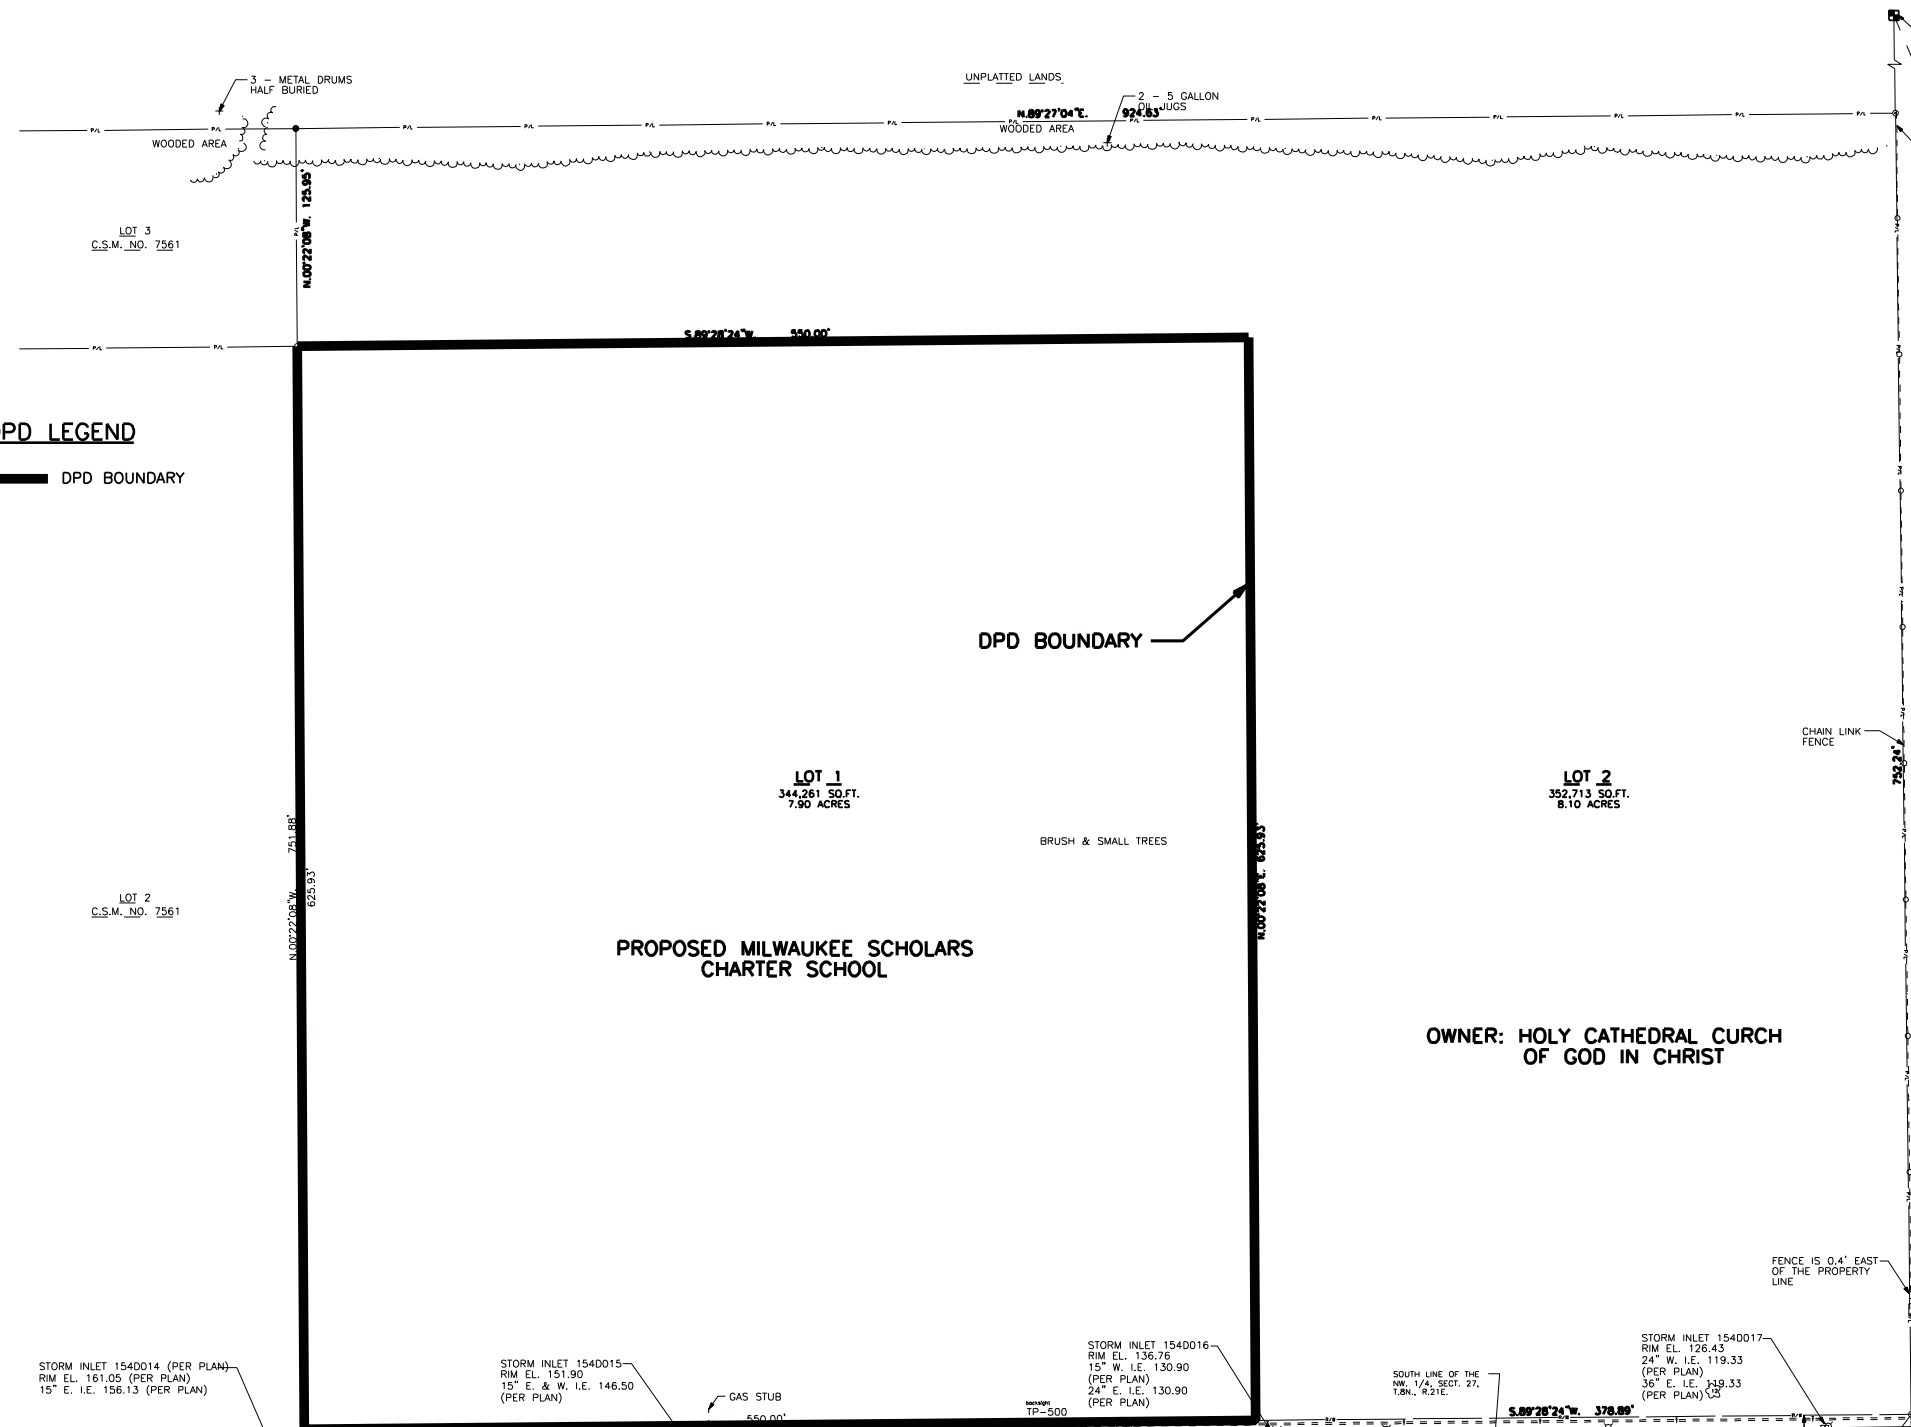 3 - METAL DRUMS
HALF BURIED
UNPLATTED LANDS
2 - 5 GALLON
OIL JUGS
N.89°27'04"E. 924.63'
WOODED AREA
WOODED AREA
N.00°22'08"W. 125.95'
LOT 3
C.S.M. NO. 7561
S.89°28'24"W. 550.00'
PD LEGEND
DPD BOUNDARY
DPD BOUNDARY
CHAIN LINK
FENCE
752.24'
LOT 1
344,261 SQ.FT.
7.90 ACRES
LOT 2
352,713 SQ.FT.
8.10 ACRES
BRUSH & SMALL TREES
N.00°22'08"W. 751.88'
625.93'
N.00°22'08"E. 625.93'
LOT 2
C.S.M. NO. 7561
PROPOSED MILWAUKEE SCHOLARS
CHARTER SCHOOL
OWNER: HOLY CATHEDRAL CURCH
OF GOD IN CHRIST
FENCE IS 0.4' EAST
OF THE PROPERTY
LINE
STORM INLET 154D014 (PER PLAN)
RIM EL. 161.05 (PER PLAN)
15" E. I.E. 156.13 (PER PLAN)
STORM INLET 154D015
RIM EL. 151.90
15" E. & W. I.E. 146.50
(PER PLAN)
GAS STUB
550.00'
backsight
TP-500
STORM INLET 154D016
RIM EL. 136.76
15" W. I.E. 130.90
(PER PLAN)
24" E. I.E. 130.90
(PER PLAN)
SOUTH LINE OF THE
NW. 1/4, SECT. 27,
T.8N., R.21E.
STORM INLET 154D017
RIM EL. 126.43
24" W. I.E. 119.33
(PER PLAN)
36" E. I.E. 119.33
(PER PLAN)
S.89°28'24"W. 378.89'